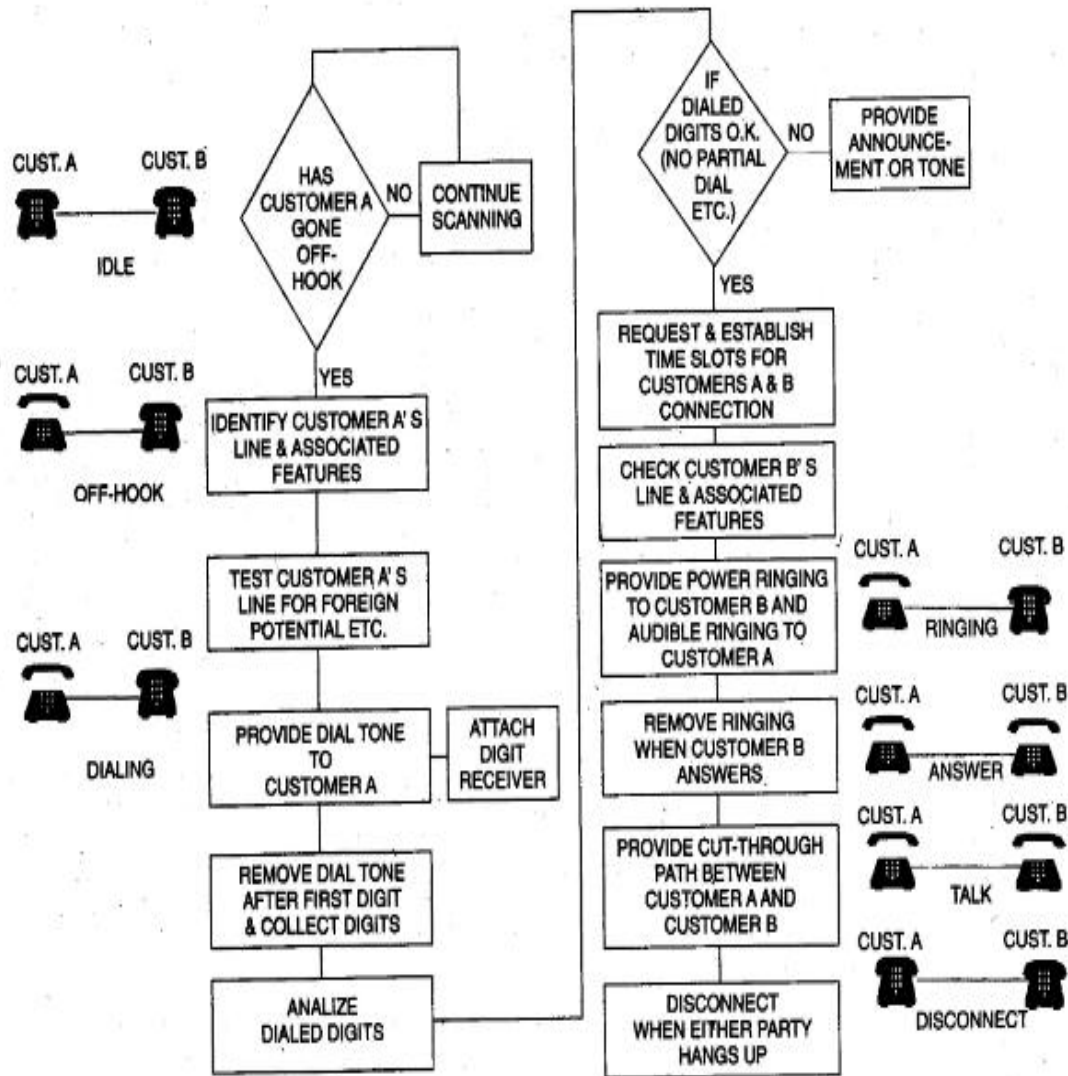 CUST. A
CUST. B
IDLE
HAS
CUSTOMER A
GONE
OFF-
HOOK
NO
CONTINUE
SCANNING
YES
CUST. A
CUST. B
OFF-HOOK
IDENTIFY CUSTOMER A' S
LINE & ASSOCIATED
FEATURES
TEST CUSTOMER A' S
LINE FOR FOREIGN
POTENTIAL ETC.
CUST. A
CUST. B
DIALING
PROVIDE DIAL TONE
TO
CUSTOMER A
ATTACH
DIGIT
RECEIVER
REMOVE DIAL TONE
AFTER FIRST DIGIT
& COLLECT DIGITS
ANALIZE
DIALED DIGITS
IF
DIALED
DIGITS O.K.
(NO PARTIAL
DIAL
ETC.)
NO
PROVIDE
ANNOUNCE-
MENT OR TONE
YES
REQUEST & ESTABLISH
TIME SLOTS FOR
CUSTOMERS A & B
CONNECTION
CHECK CUSTOMER B' S
LINE & ASSOCIATED
FEATURES
PROVIDE POWER RINGING
TO CUSTOMER B AND
AUDIBLE RINGING TO
CUSTOMER A
CUST. A
CUST. B
RINGING
REMOVE RINGING
WHEN CUSTOMER B
ANSWERS
CUST. A
CUST. B
ANSWER
PROVIDE CUT-THROUGH
PATH BETWEEN
CUSTOMER A AND
CUSTOMER B
CUST. A
CUST. B
TALK
DISCONNECT
WHEN EITHER PARTY
HANGS UP
CUST. A
CUST. B
DISCONNECT